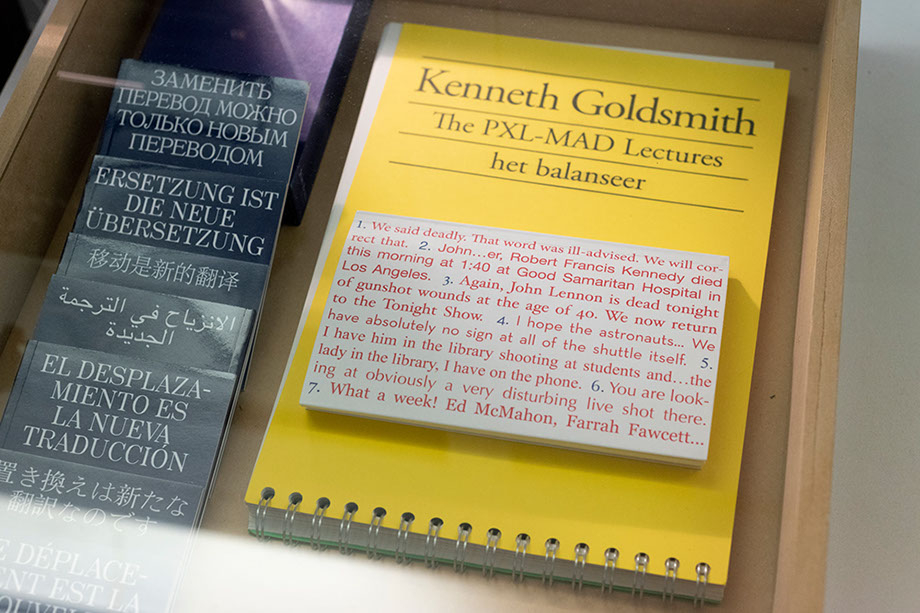 ЗАМЕНИТЬ
ПЕРЕВОД МОЖНО
ТОЛЬКО НОВЫМ
ПЕРЕВОДОМ
ERSETZUNG IST
DIE NEUE
ÜBERSETZUNG
移动是新的翻译
الانزياح في الترجمة
الجديدة
EL DESPLAZA-
MIENTO ES
LA NUEVA
TRADUCCIÓN
置き換えは新たな
翻訳なのです
E DÉPLACE-
ENT EST LA
OUVEL
Kenneth Goldsmith
The PXL-MAD Lectures
het balanseer
1. We said deadly. That word was ill-advised. We will cor-
rect that. 2. John...er, Robert Francis Kennedy died
this morning at 1:40 at Good Samaritan Hospital in
Los Angeles. 3. Again, John Lennon is dead tonight
of gunshot wounds at the age of 40. We now return
to the Tonight Show. 4. I hope the astronauts... We
have absolutely no sign at all of the shuttle itself. 5.
I have him in the library shooting at students and...the
lady in the library, I have on the phone. 6. You are look-
ing at obviously a very disturbing live shot there.
7. What a week! Ed McMahon, Farrah Fawcett...